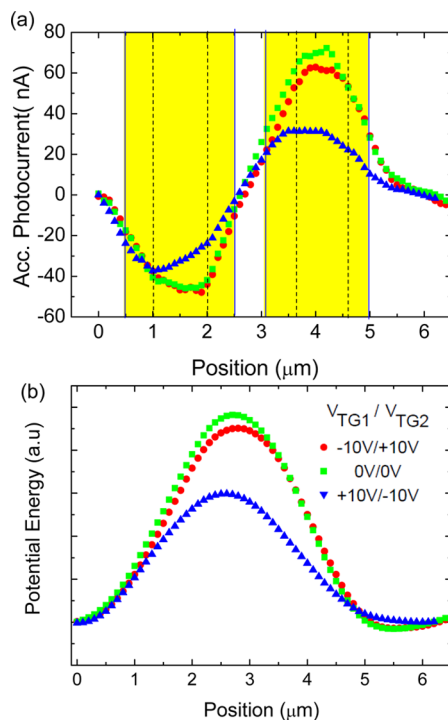 (a)
80
60
40
20
0
-20
-40
-60
Acc. Photocurrent( nA)
0 1 2 3 4 5 6
Position (μm)
(b)
Potential Energy (a.u)
V_TG1 / V_TG2
-10V/+10V
0V/0V
+10V/-10V
0 1 2 3 4 5 6
Position (μm)